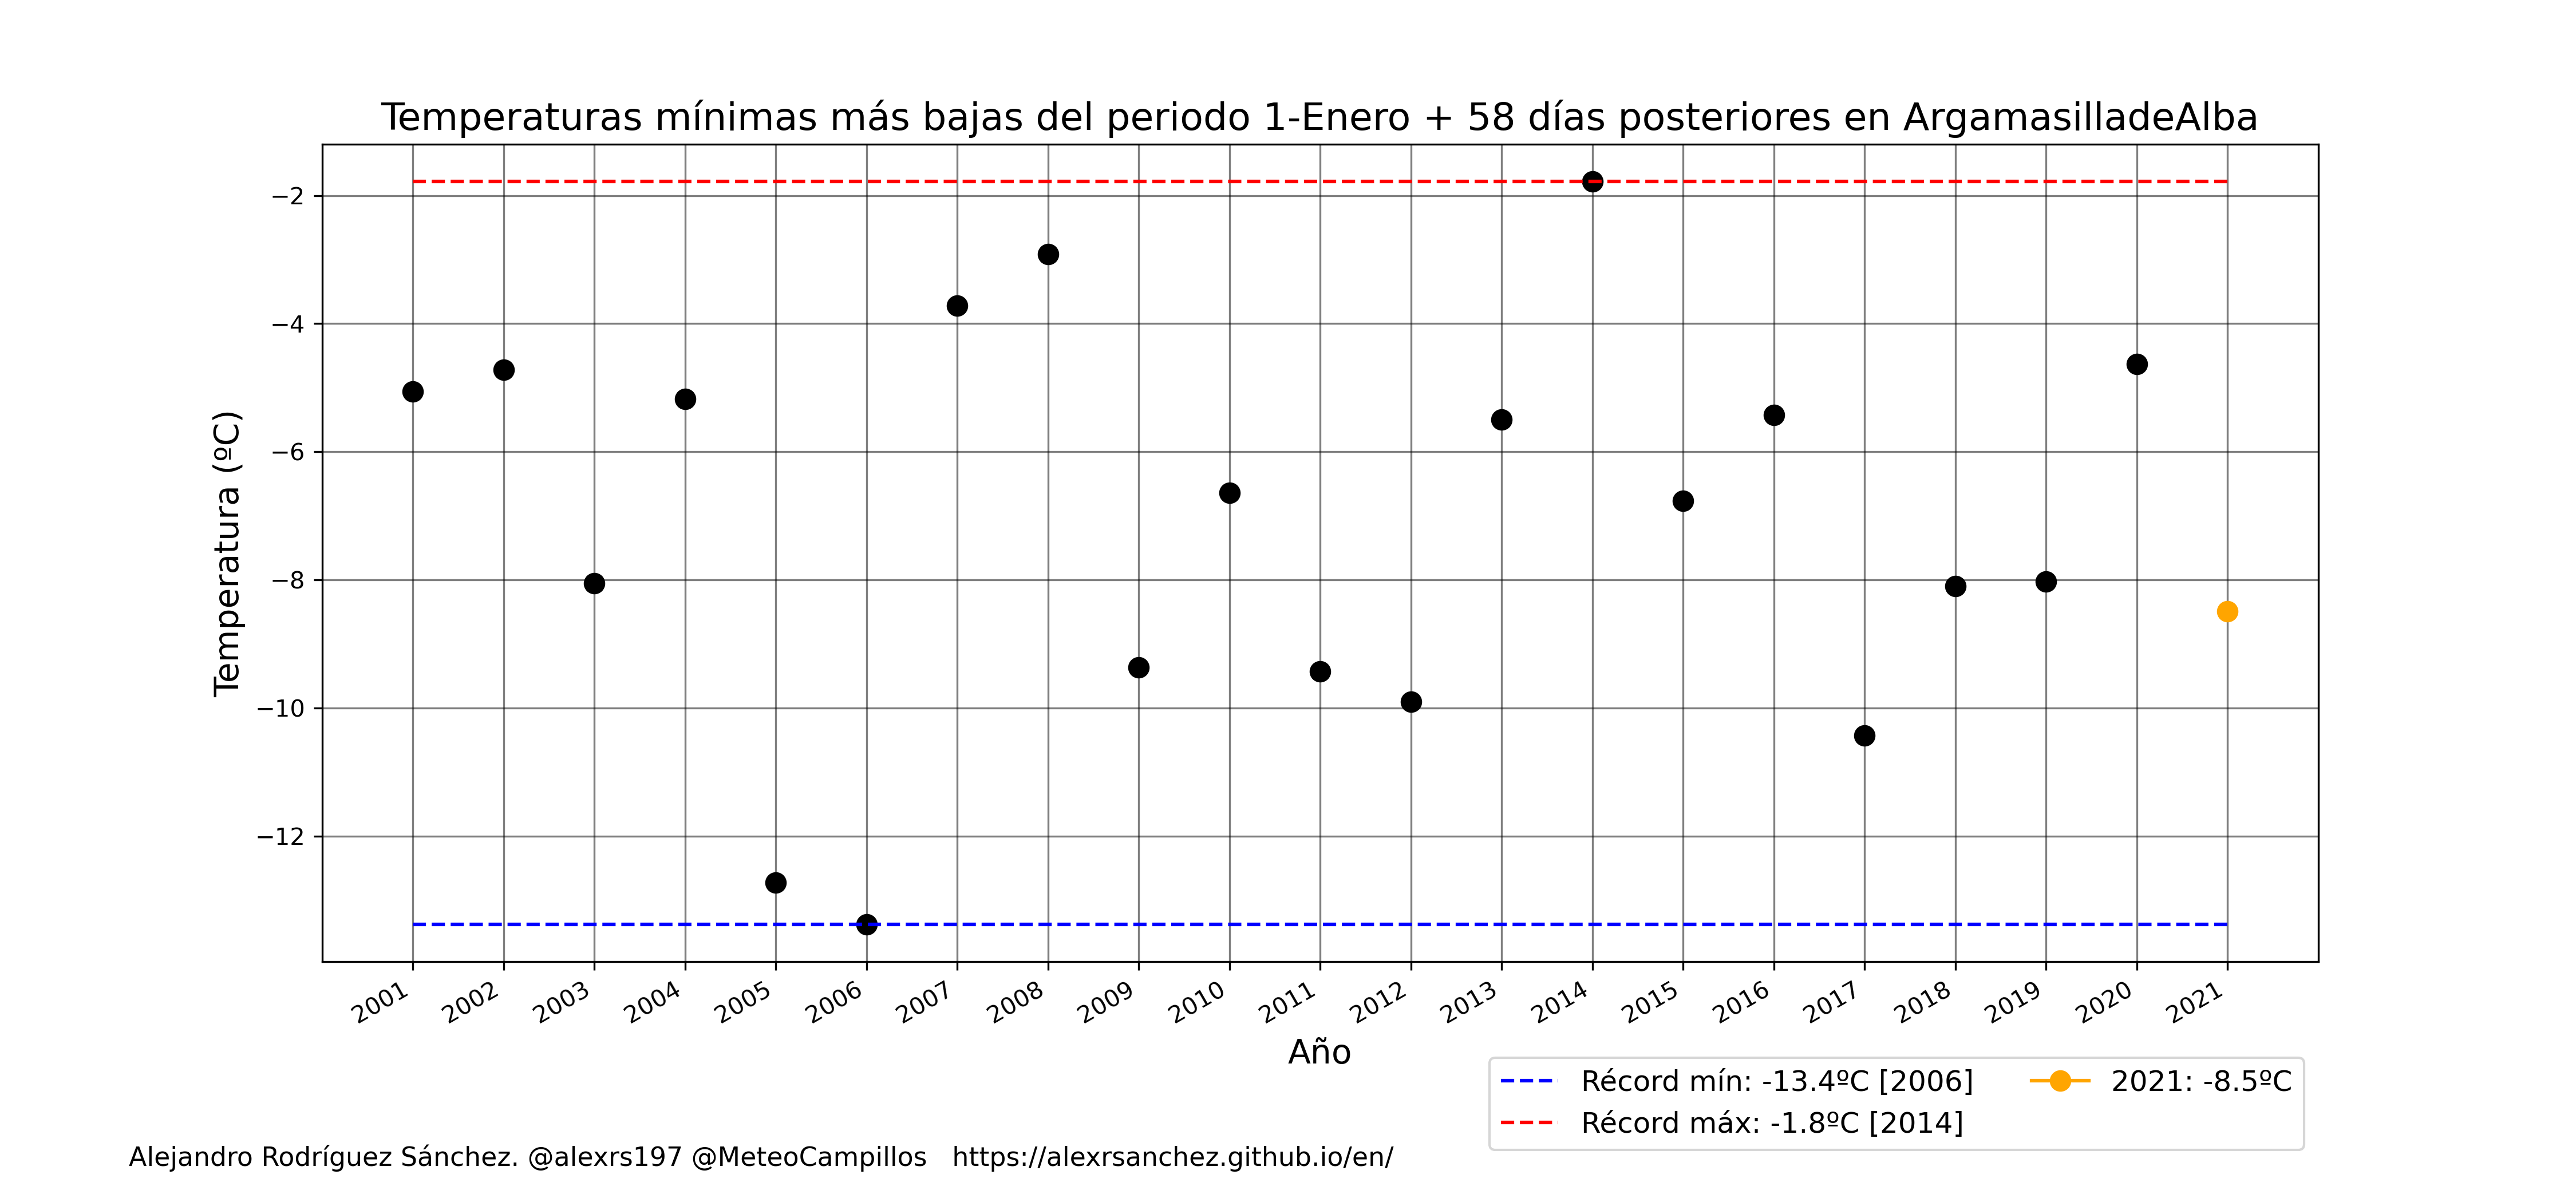 Temperaturas mínimas más bajas del periodo 1-Enero + 58 días posteriores en ArgamasilladeAlba
Temperatura (ºC)
−2
−4
−6
−8
−10
−12
2001 2002 2003 2004 2005 2006 2007 2008 2009 2010 2011 2012 2013 2014 2015 2016 2017 2018 2019 2020 2021
Año
Récord mín: -13.4ºC [2006]
Récord máx: -1.8ºC [2014]
2021: -8.5ºC
Alejandro Rodríguez Sánchez. @alexrs197 @MeteoCampillos https://alexrsanchez.github.io/en/